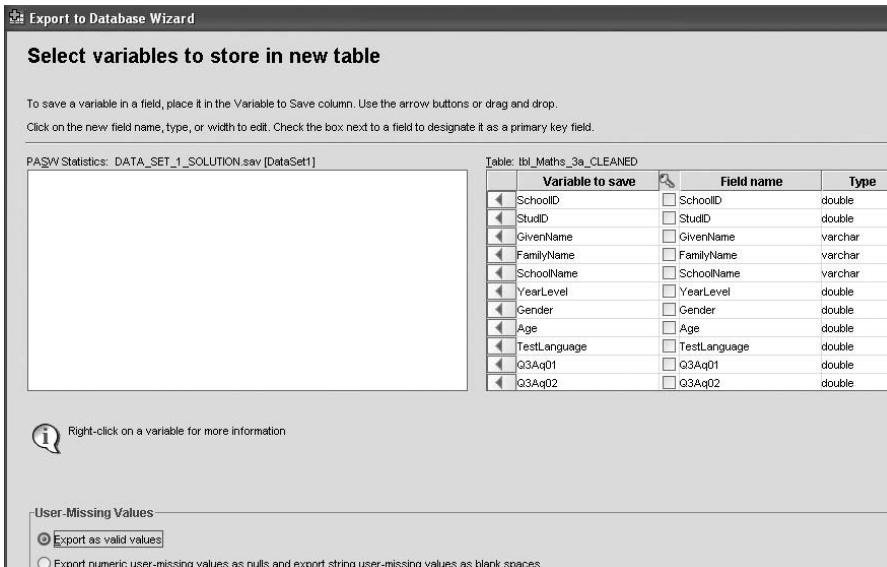 Export to Database Wizard
Select variables to store in new table
To save a variable in a field, place it in the Variable to Save column. Use the arrow buttons or drag and drop.
Click on the new field name, type, or width to edit. Check the box next to a field to designate it as a primary key field.
PASW Statistics: DATA_SET_1_SOLUTION.sav [DataSet1]
Table: tbl_Maths_3a_CLEANED
Variable to save Field name Type
SchoolID SchoolID double
StudID StudID double
GivenName GivenName varchar
FamilyName FamilyName varchar
SchoolName SchoolName varchar
YearLevel YearLevel double
Gender Gender double
Age Age double
TestLanguage TestLanguage double
Q3Aq01 Q3Aq01 double
Q3Aq02 Q3Aq02 double
Right-click on a variable for more information
User-Missing Values
Export as valid values
Export numeric user-missing values as nulls and export string user-missing values as blank spaces